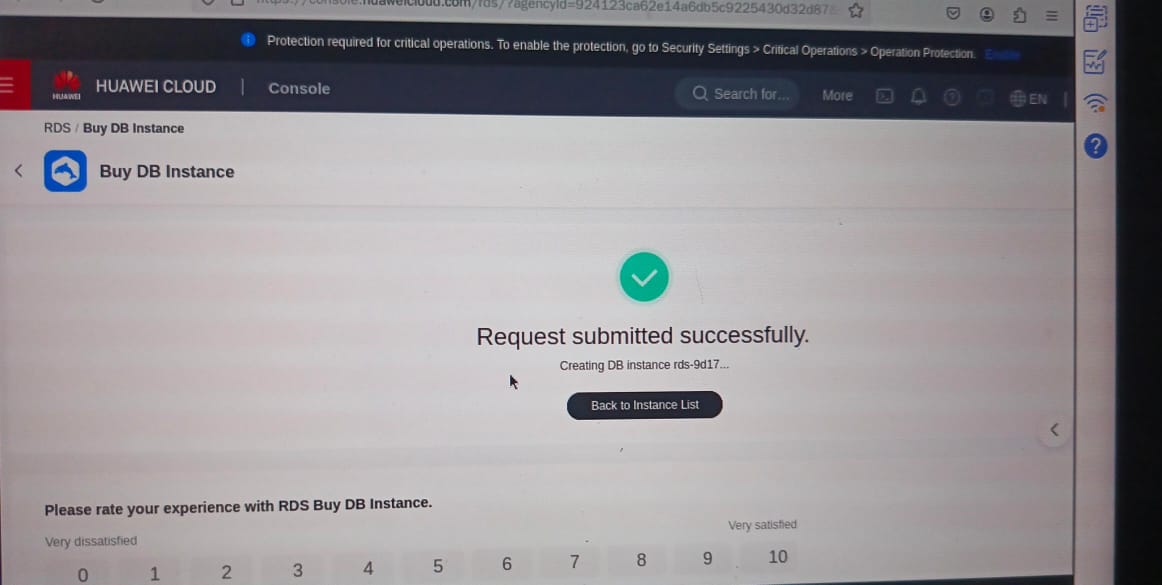 console.huaweicloud.com/rds/?agencyId=924123ca62e14a6db5c9225430d32d87
Protection required for critical operations. To enable the protection, go to Security Settings > Critical Operations > Operation Protection. Enable
HUAWEI
HUAWEI CLOUD | Console
Search for...
More
EN
RDS / Buy DB Instance
Buy DB Instance
Request submitted successfully.
Creating DB instance rds-9d17...
Back to Instance List
Please rate your experience with RDS Buy DB Instance.
Very dissatisfied
Very satisfied
0 1 2 3 4 5 6 7 8 9 10